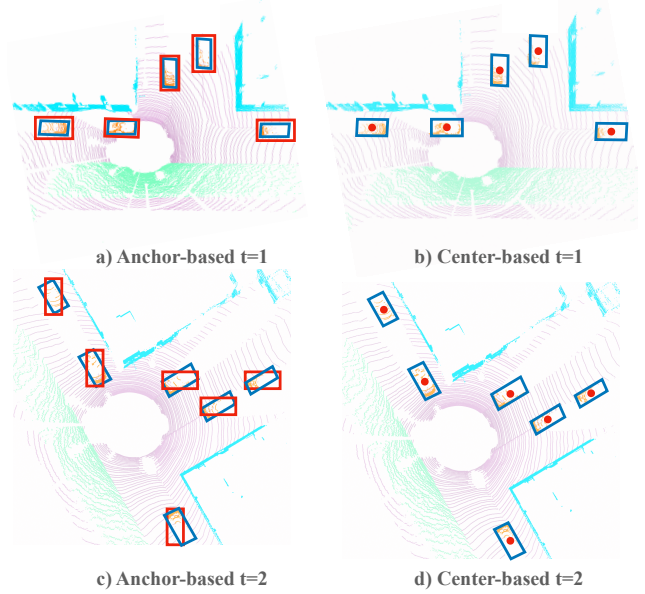 a) Anchor-based t=1
b) Center-based t=1
c) Anchor-based t=2
d) Center-based t=2